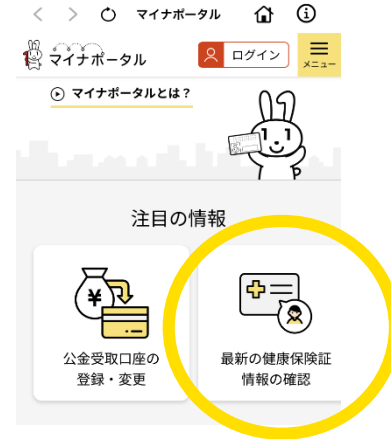 マイナポータル
マイナポータル
ログイン
メニュー
マイナポータルとは？
注目の情報
公金受取口座の
登録・変更
最新の健康保険証
情報の確認